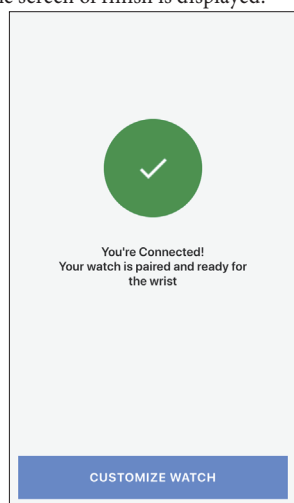 screen of finish is displayed.
You're Connected!
Your watch is paired and ready for
the wrist
CUSTOMIZE WATCH